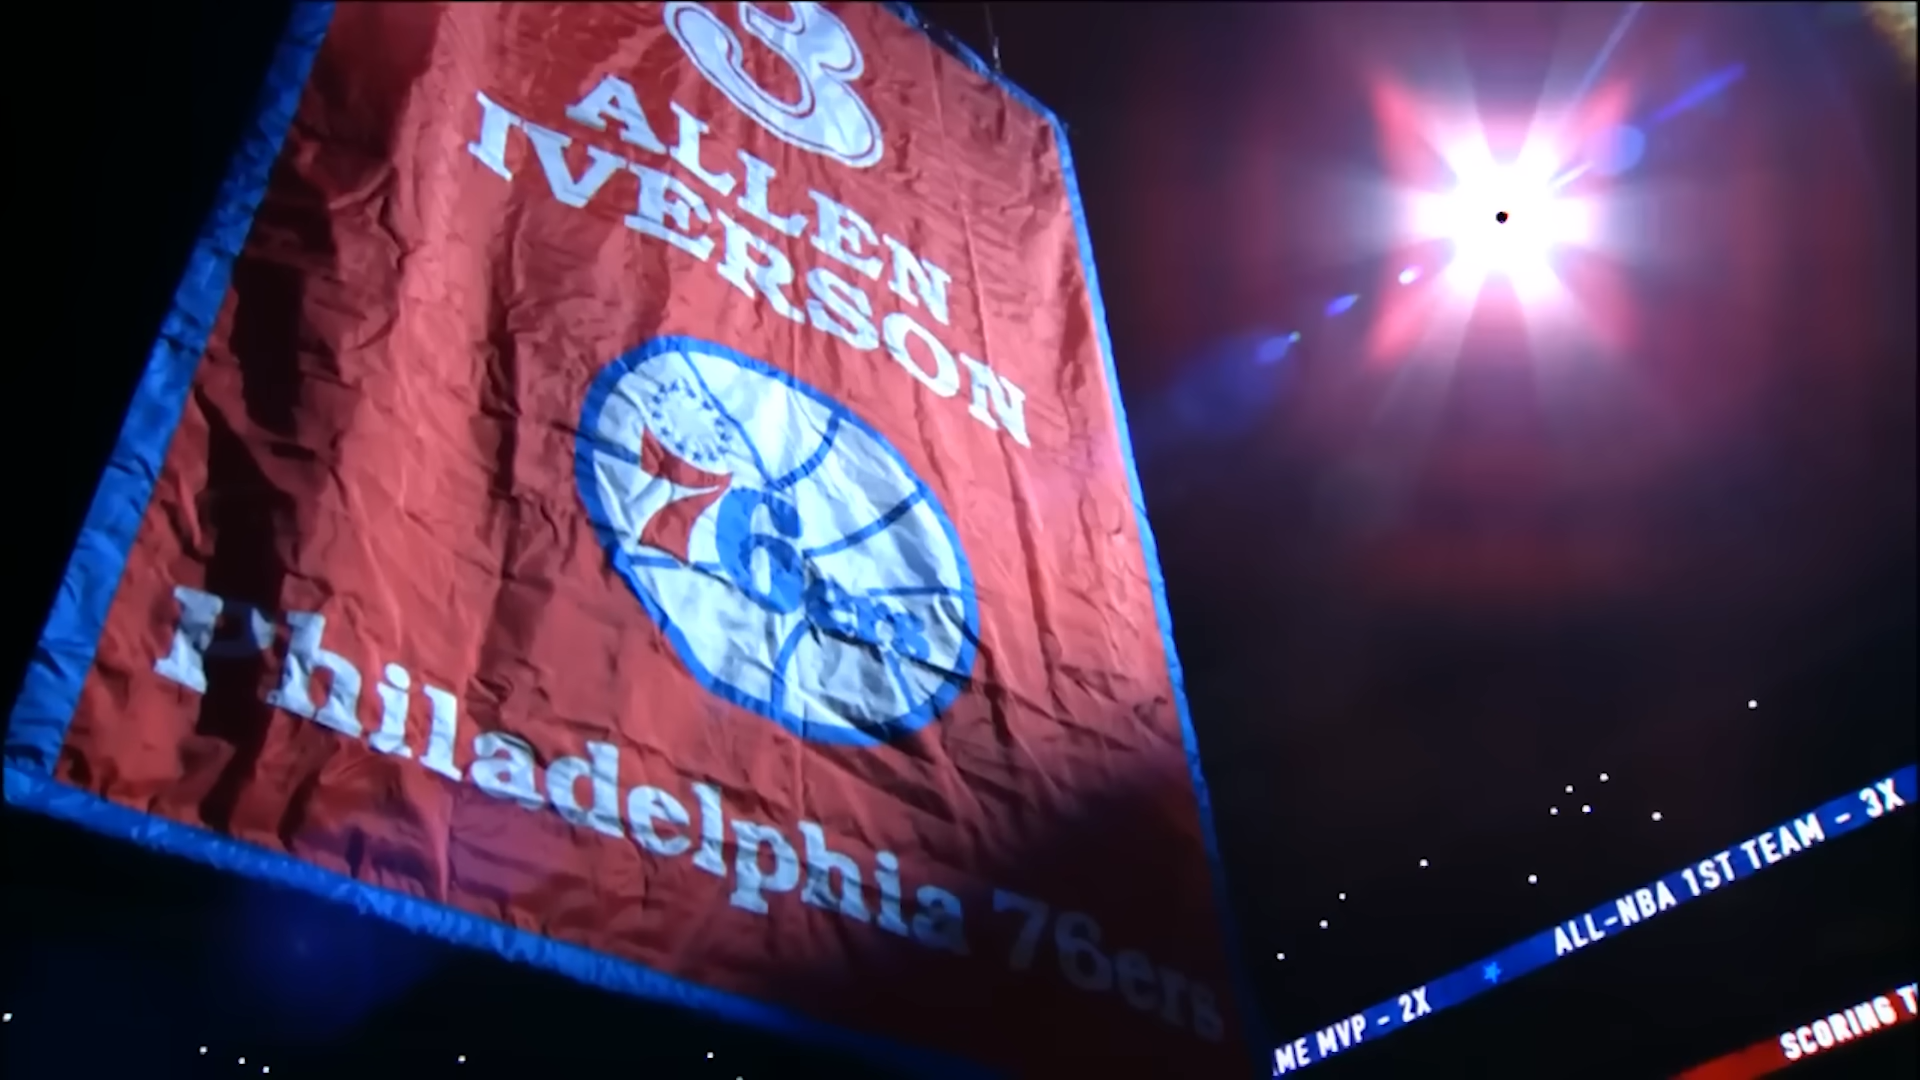 3
ALLEN
IVERSON
76ers
Philadelphia 76ers
ME MVP - 2X ★ ALL-NBA 1ST TEAM - 3X
SCORING T